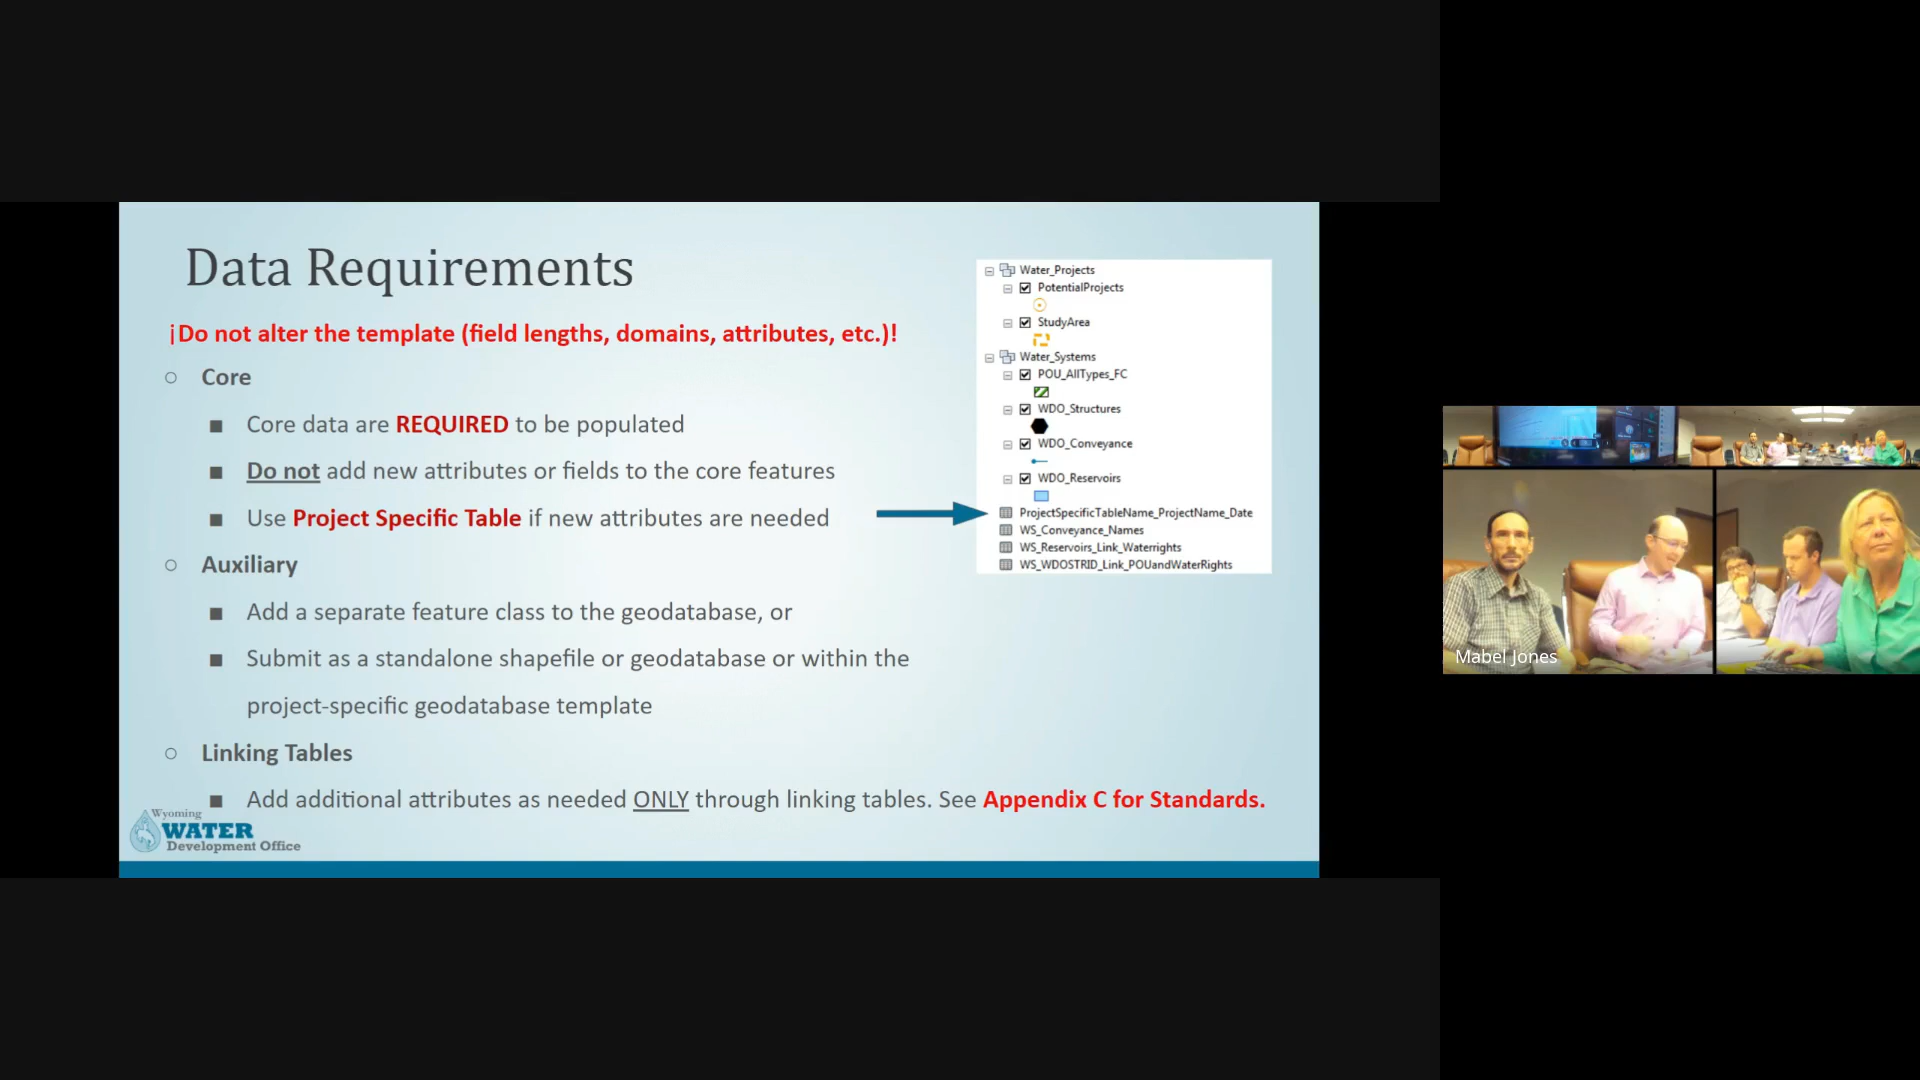 Data Requirements
¡Do not alter the template (field lengths, domains, attributes, etc.)!
○ Core
■ Core data are REQUIRED to be populated
■ Do not add new attributes or fields to the core features
■ Use Project Specific Table if new attributes are needed
○ Auxiliary
■ Add a separate feature class to the geodatabase, or
■ Submit as a standalone shapefile or geodatabase or within the
project-specific geodatabase template
○ Linking Tables
■ Add additional attributes as needed ONLY through linking tables. See Appendix C for Standards.
Wyoming
WATER
Development Office
Water_Projects
PotentialProjects
StudyArea
Water_Systems
POU_AllTypes_FC
WDO_Structures
WDO_Conveyance
WDO_Reservoirs
ProjectSpecificTableName_ProjectName_Date
WS_Conveyance_Names
WS_Reservoirs_Link_Waterrights
WS_WDOSTRID_Link_POUandWaterRights
Mabel Jones